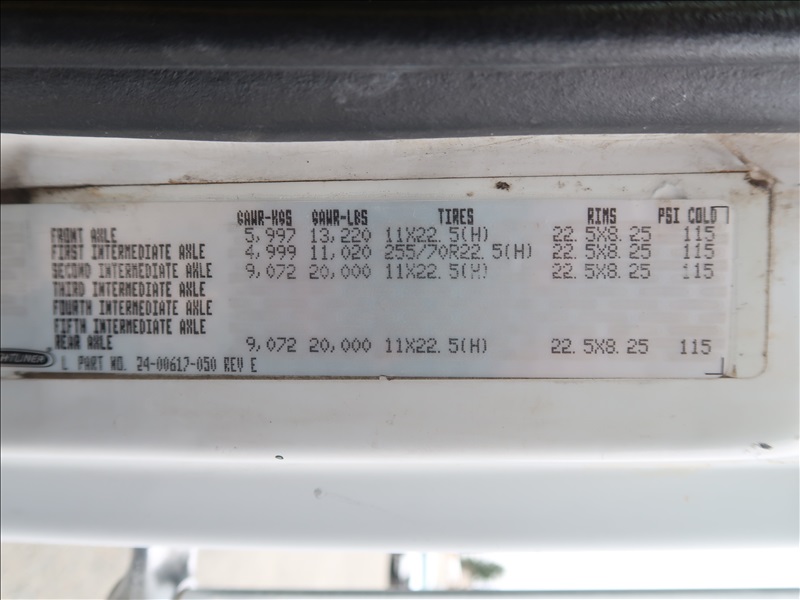 GAWR-KGS GAWR-LBS TIRES RIMS PSI COLD
FRONT AXLE 5,997 13,220 11X22.5(H) 22.5X8.25 115
FIRST INTERMEDIATE AXLE 4,999 11,020 255/70R22.5(H) 22.5X8.25 115
SECOND INTERMEDIATE AXLE 9,072 20,000 11X22.5(H) 22.5X8.25 115
THIRD INTERMEDIATE AXLE
FOURTH INTERMEDIATE AXLE
FIFTH INTERMEDIATE AXLE
REAR AXLE 9,072 20,000 11X22.5(H) 22.5X8.25 115
L PART NO. 24-00617-050 REV E